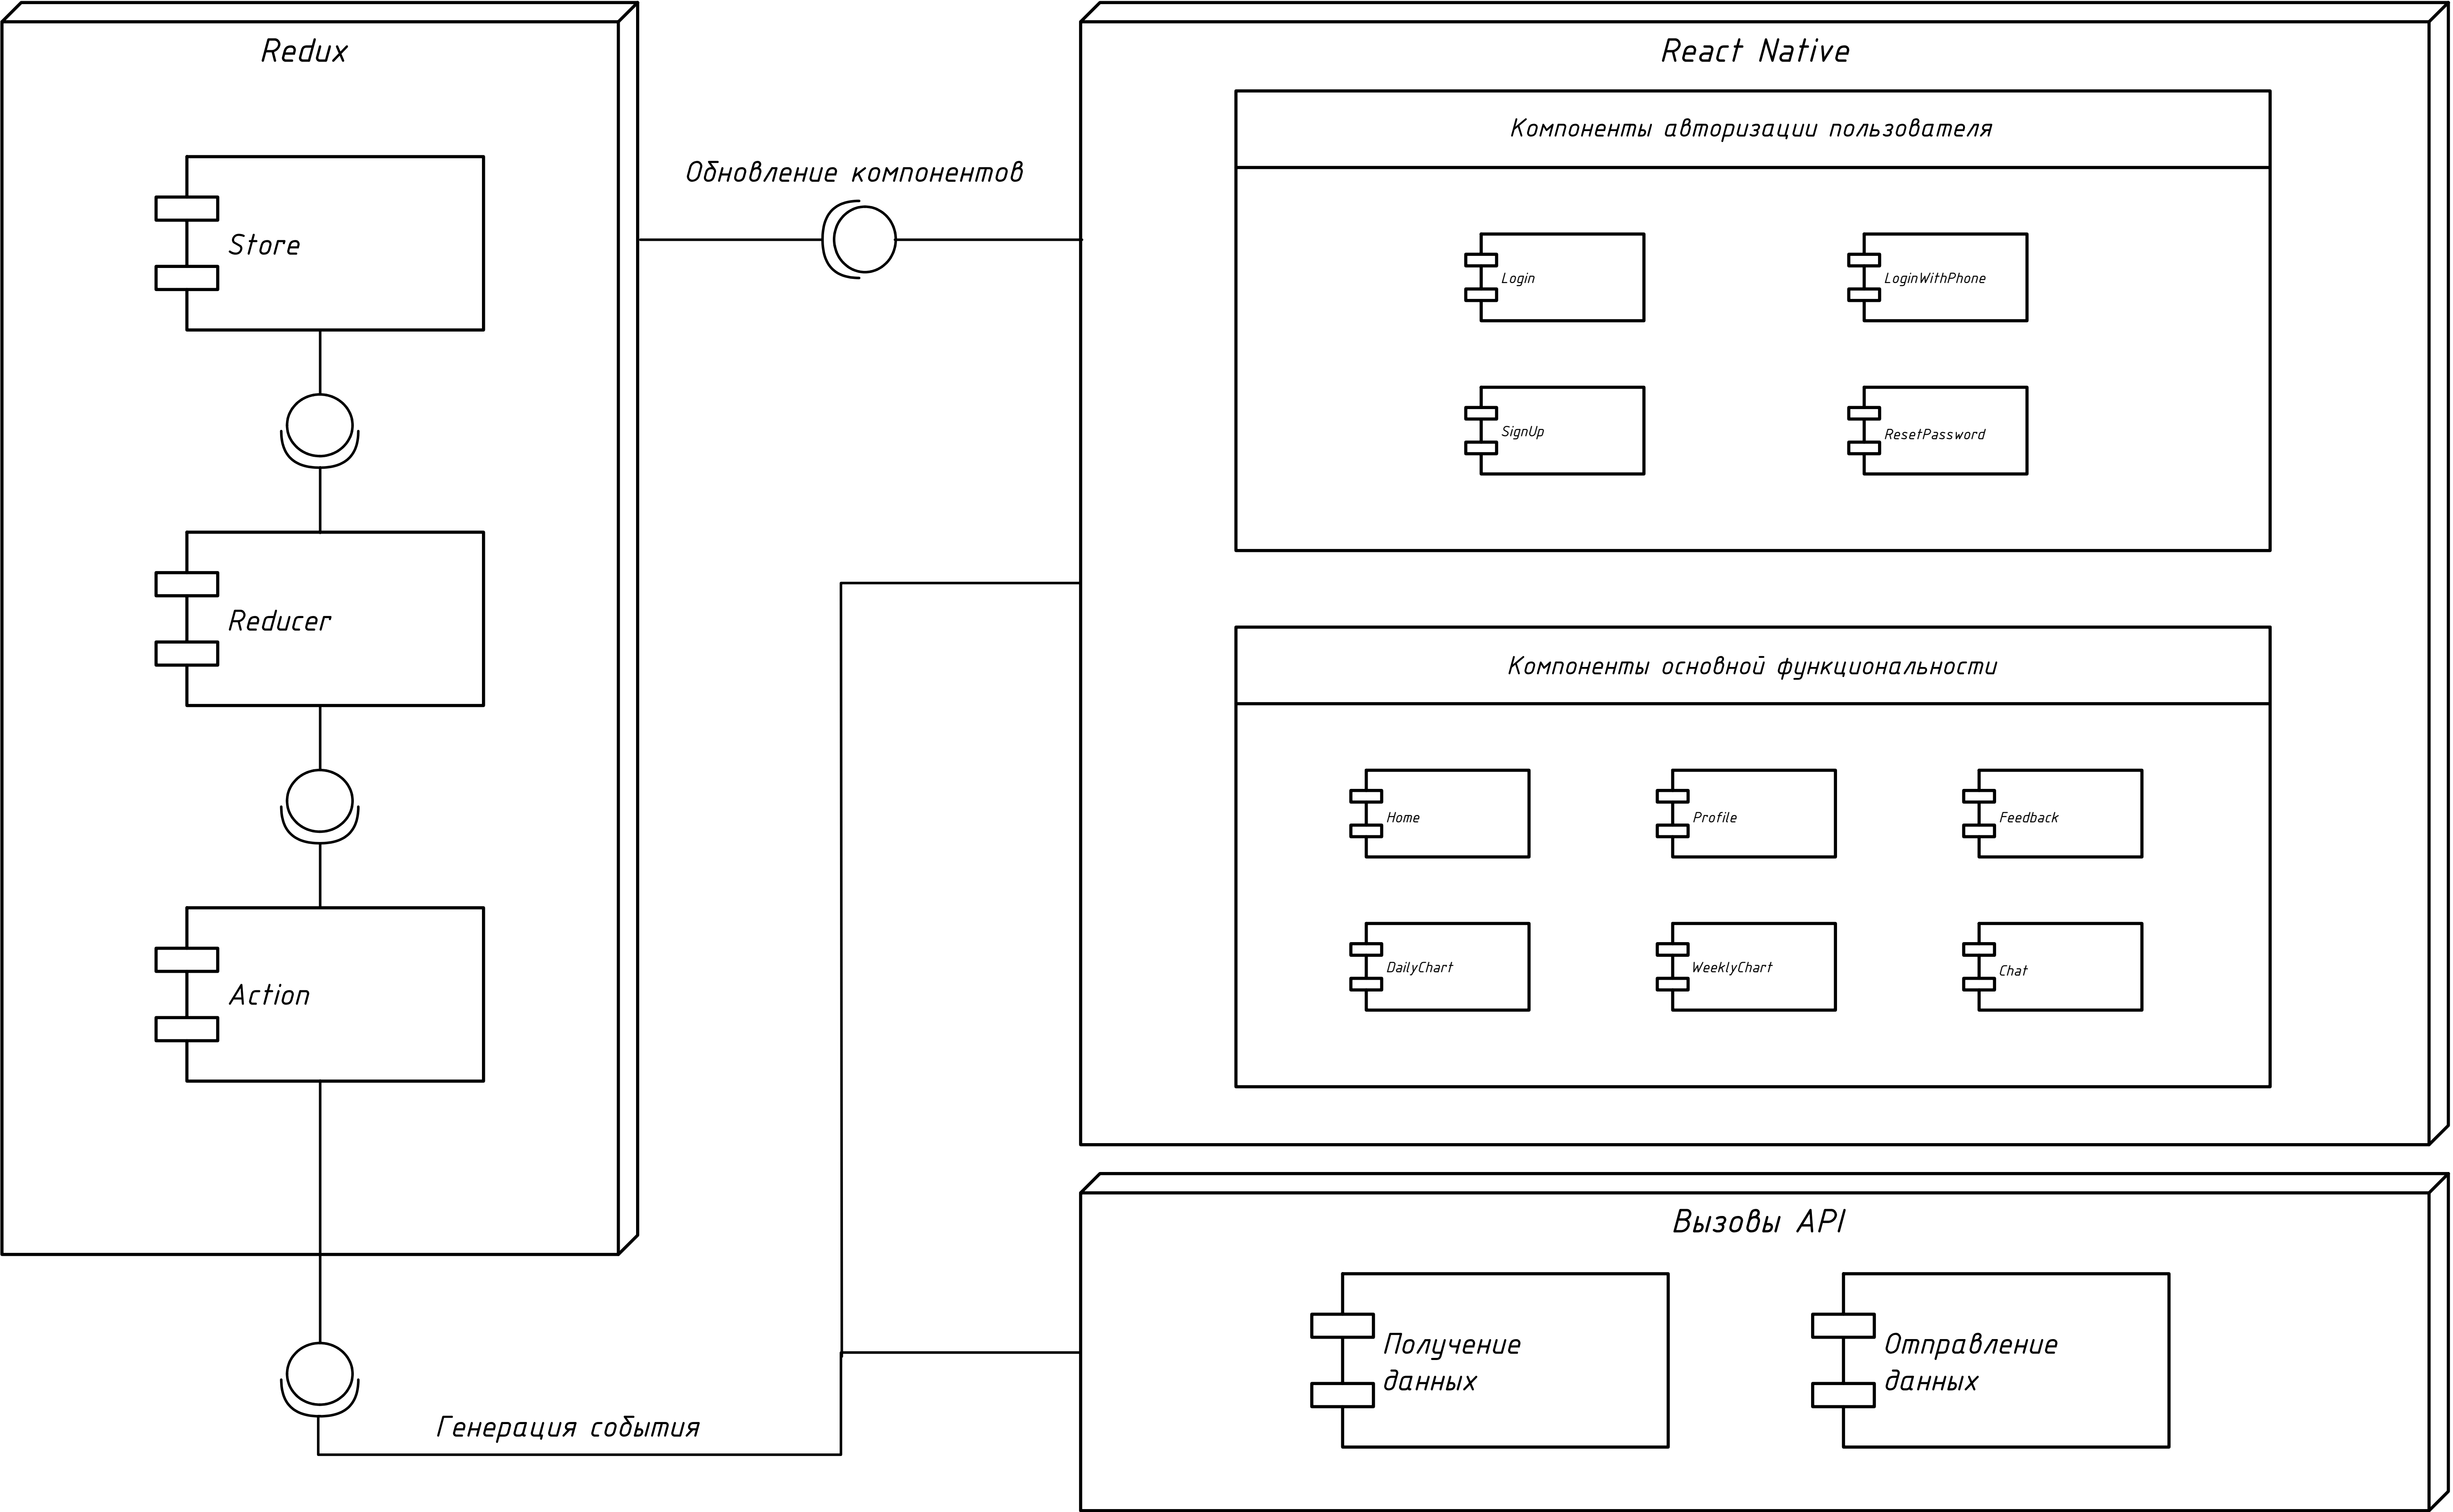 Redux
Store
Reducer
Action
Обновление компонентов
Генерация события
React Native
Компоненты авторизации пользователя
Login
LoginWithPhone
SignUp
ResetPassword
Компоненты основной функциональности
Home
Profile
Feedback
DailyChart
WeeklyChart
Chat
Вызовы API
Получение
данных
Отправление
данных